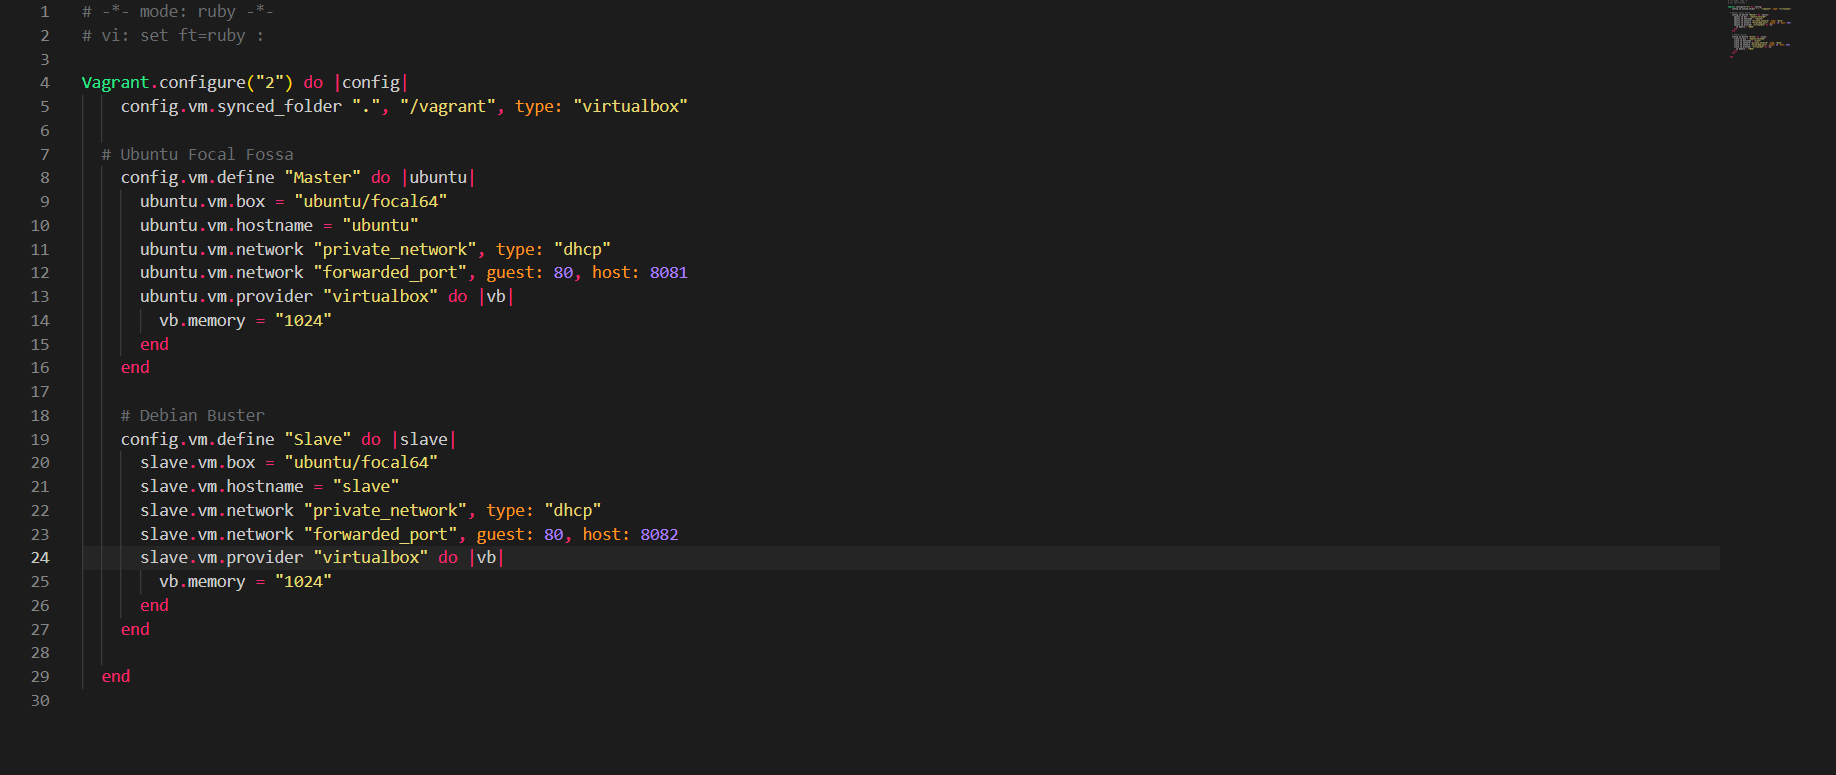 1 # -*- mode: ruby -*-
2 # vi: set ft=ruby :
3
4 Vagrant.configure("2") do |config|
5     config.vm.synced_folder ".", "/vagrant", type: "virtualbox"
6
7   # Ubuntu Focal Fossa
8     config.vm.define "Master" do |ubuntu|
9       ubuntu.vm.box = "ubuntu/focal64"
10       ubuntu.vm.hostname = "ubuntu"
11       ubuntu.vm.network "private_network", type: "dhcp"
12       ubuntu.vm.network "forwarded_port", guest: 80, host: 8081
13       ubuntu.vm.provider "virtualbox" do |vb|
14         vb.memory = "1024"
15       end
16     end
17
18     # Debian Buster
19     config.vm.define "Slave" do |slave|
20       slave.vm.box = "ubuntu/focal64"
21       slave.vm.hostname = "slave"
22       slave.vm.network "private_network", type: "dhcp"
23       slave.vm.network "forwarded_port", guest: 80, host: 8082
24       slave.vm.provider "virtualbox" do |vb|
25         vb.memory = "1024"
26       end
27     end
28
29   end
30